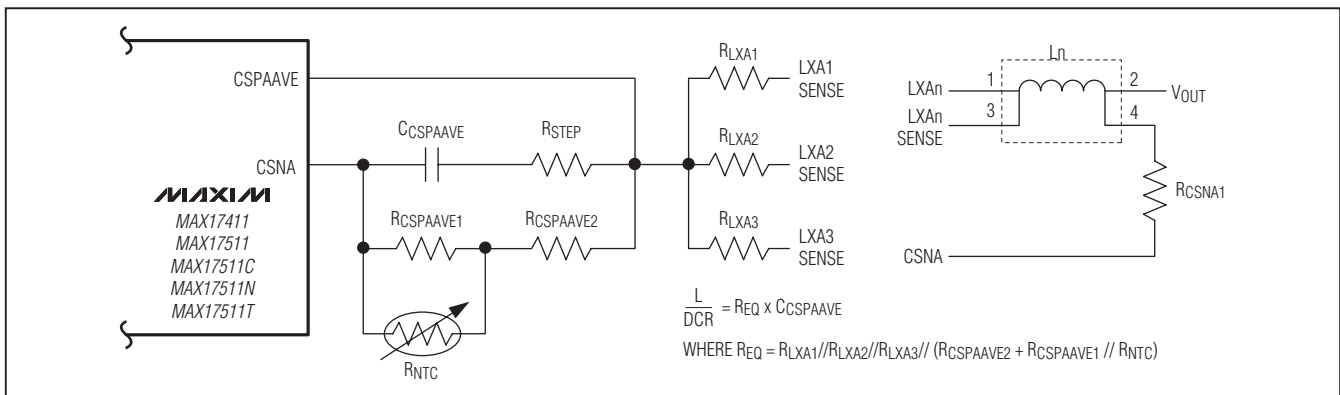 CSPAAVE
CSNA
MAXIM
MAX17411
MAX17511
MAX17511C
MAX17511N
MAX17511T
CCSPAAVE
RSTEP
RCSPAAVE1
RCSPAAVE2
RNTC
RLXA1
LXA1
SENSE
RLXA2
LXA2
SENSE
RLXA3
LXA3
SENSE
Ln
LXAn
1
2
VOUT
LXAn
SENSE
3
4
RCSNA1
CSNA
L
DCR
= REQ x CCSPAAVE
WHERE REQ = RLXA1//RLXA2//RLXA3// (RCSPAAVE2 + RCSPAAVE1 // RNTC)